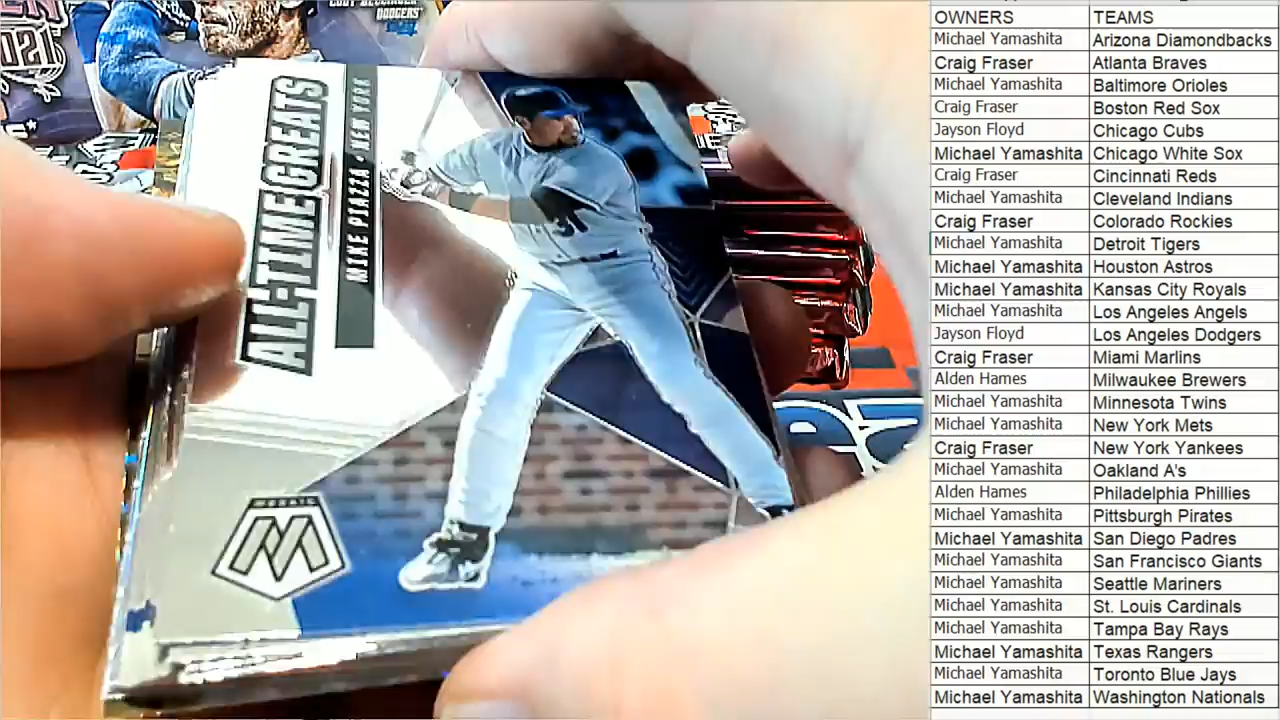 2021
CODY BELLINGER
DODGERS
ALL-TIME GREATS
MIKE PIAZZA - NEW YORK
31
MOSAIC
M
OWNERS TEAMS
Michael Yamashita Arizona Diamondbacks
Craig Fraser Atlanta Braves
Michael Yamashita Baltimore Orioles
Craig Fraser Boston Red Sox
Jayson Floyd Chicago Cubs
Michael Yamashita Chicago White Sox
Craig Fraser Cincinnati Reds
Michael Yamashita Cleveland Indians
Craig Fraser Colorado Rockies
Michael Yamashita Detroit Tigers
Michael Yamashita Houston Astros
Michael Yamashita Kansas City Royals
Michael Yamashita Los Angeles Angels
Jayson Floyd Los Angeles Dodgers
Craig Fraser Miami Marlins
Alden Hames Milwaukee Brewers
Michael Yamashita Minnesota Twins
Michael Yamashita New York Mets
Craig Fraser New York Yankees
Michael Yamashita Oakland A's
Alden Hames Philadelphia Phillies
Michael Yamashita Pittsburgh Pirates
Michael Yamashita San Diego Padres
Michael Yamashita San Francisco Giants
Michael Yamashita Seattle Mariners
Michael Yamashita St. Louis Cardinals
Michael Yamashita Tampa Bay Rays
Michael Yamashita Texas Rangers
Michael Yamashita Toronto Blue Jays
Michael Yamashita Washington Nationals